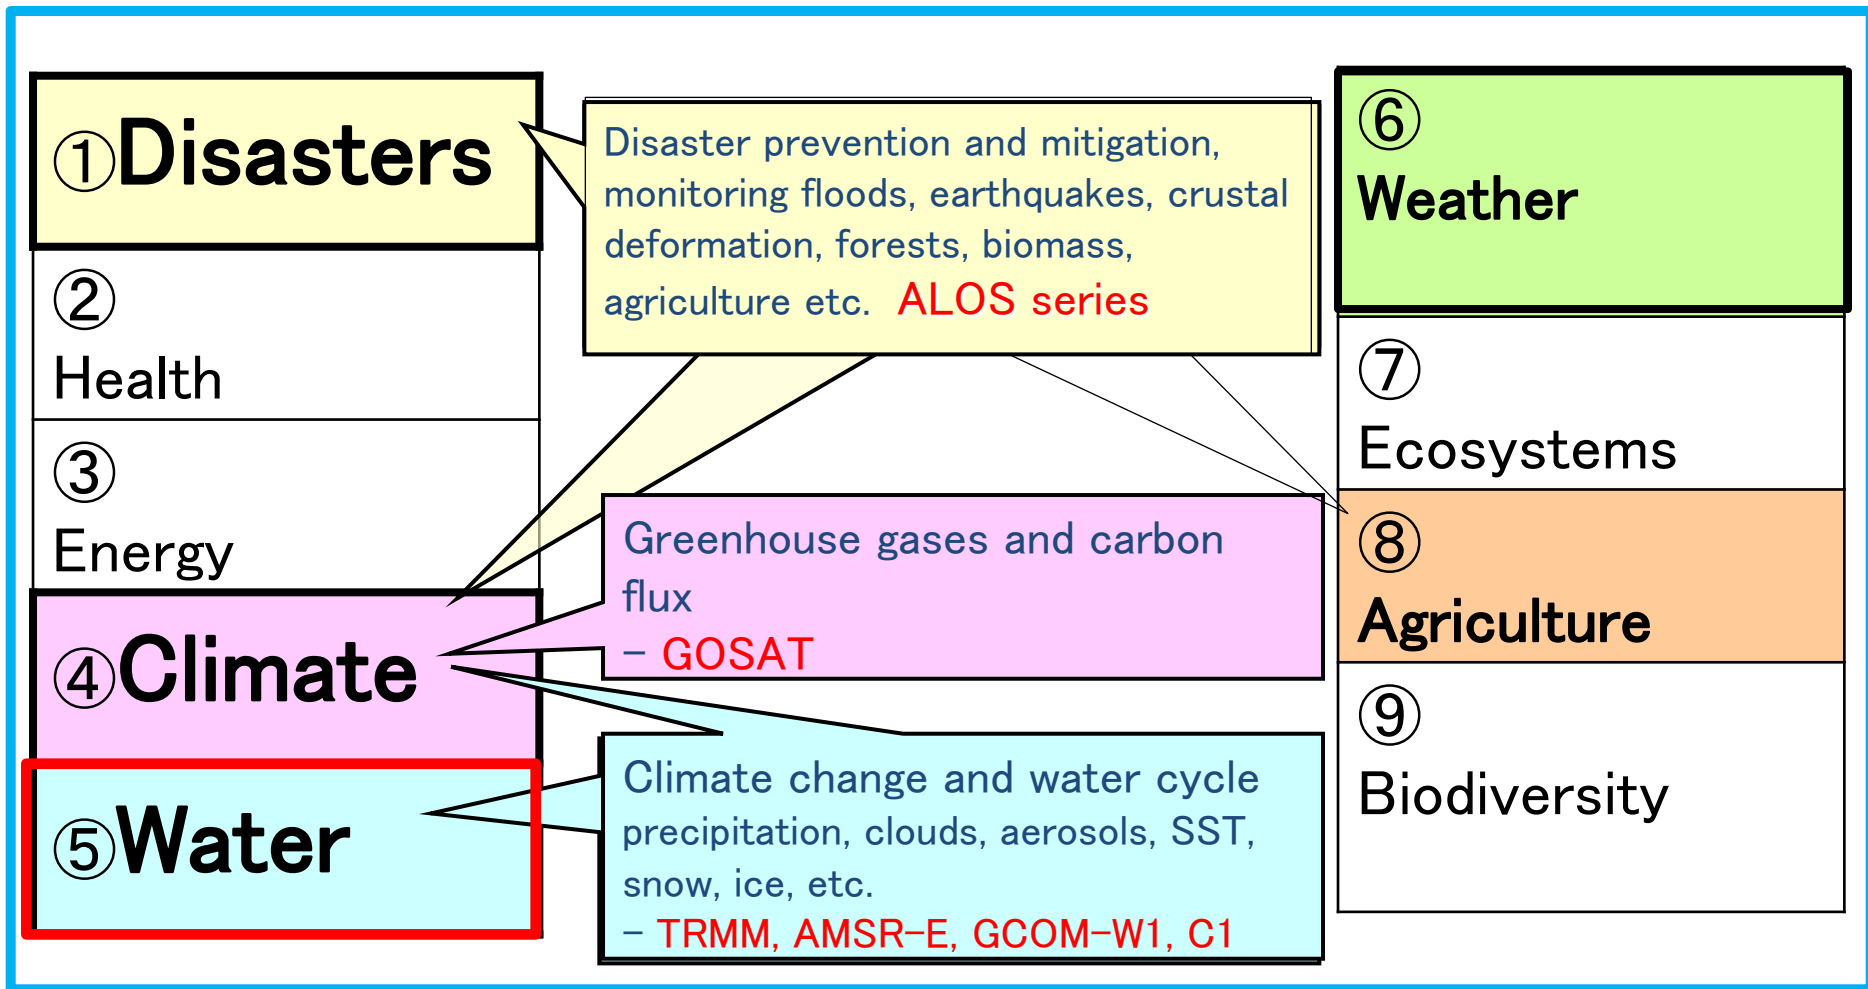 ①Disasters
②
Health
③
Energy
④Climate
⑤Water
Disaster prevention and mitigation,
monitoring floods, earthquakes, crustal
deformation, forests, biomass,
agriculture etc. ALOS series
Greenhouse gases and carbon
flux
– GOSAT
Climate change and water cycle
precipitation, clouds, aerosols, SST,
snow, ice, etc.
– TRMM, AMSR-E, GCOM-W1, C1
⑥
Weather
⑦
Ecosystems
⑧
Agriculture
⑨
Biodiversity